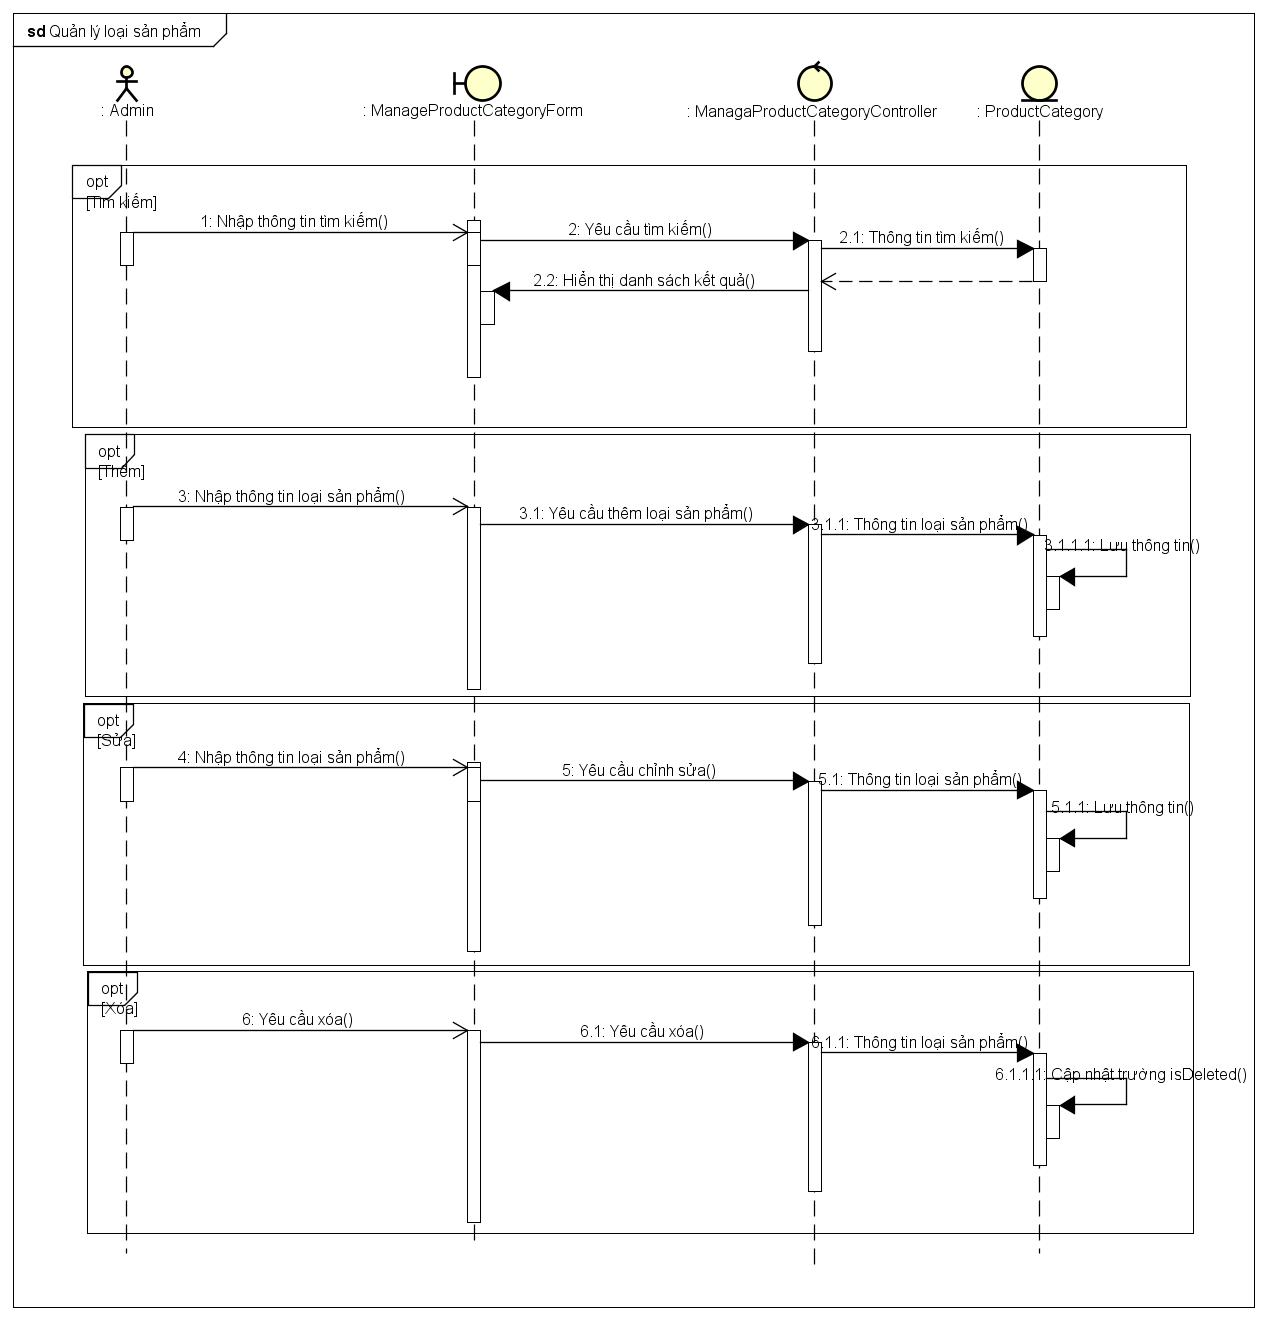 sd Quản lý loại sản phẩm
: Admin
: ManageProductCategoryForm
: ManagaProductCategoryController
: ProductCategory
opt
[Tìm kiếm]
1: Nhập thông tin tìm kiếm()
2: Yêu cầu tìm kiếm()
2.1: Thông tin tìm kiếm()
2.2: Hiển thị danh sách kết quả()
opt
[Thêm]
3: Nhập thông tin loại sản phẩm()
3.1: Yêu cầu thêm loại sản phẩm()
3.1.1: Thông tin loại sản phẩm()
3.1.1.1: Lưu thông tin()
opt
[Sửa]
4: Nhập thông tin loại sản phẩm()
5: Yêu cầu chỉnh sửa()
5.1: Thông tin loại sản phẩm()
5.1.1: Lưu thông tin()
opt
[Xóa]
6: Yêu cầu xóa()
6.1: Yêu cầu xóa()
6.1.1: Thông tin loại sản phẩm()
6.1.1.1: Cập nhật trường isDeleted()